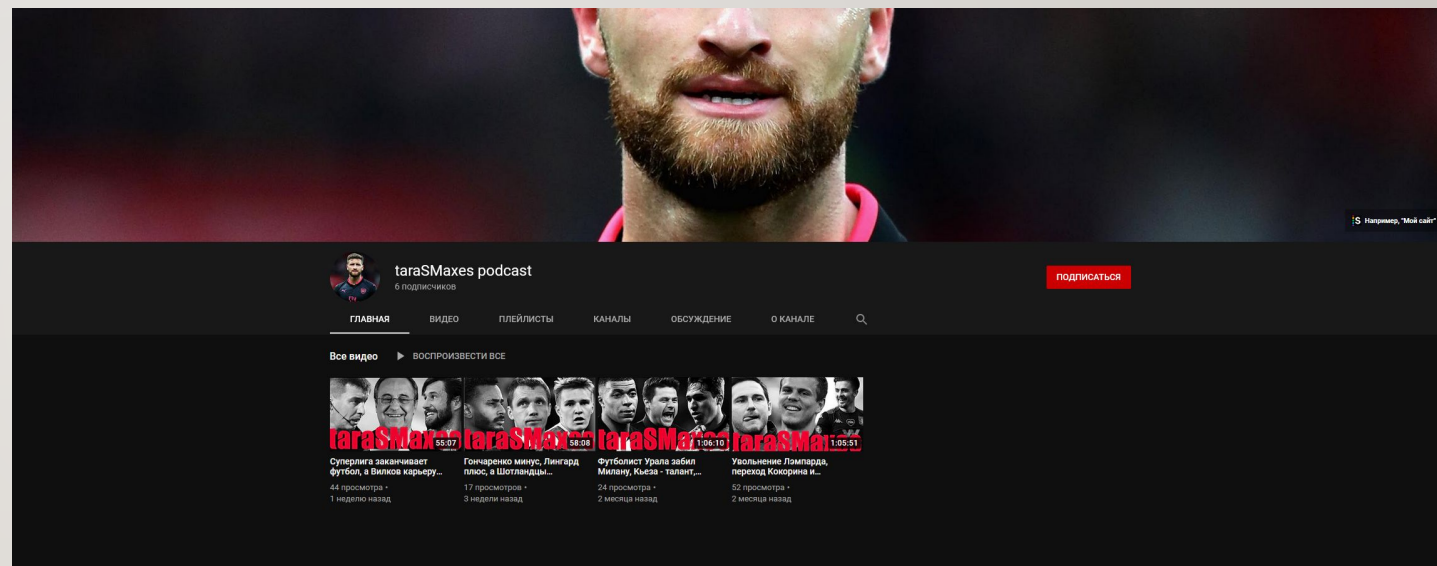 S Например, "Мой сайт"
taraSMaxes podcast
6 подписчиков
ПОДПИСАТЬСЯ
ГЛАВНАЯ ВИДЕО ПЛЕЙЛИСТЫ КАНАЛЫ ОБСУЖДЕНИЕ О КАНАЛЕ
Все видео ВОСПРОИЗВЕСТИ ВСЕ
taraSMaxes 55:07
taraSMaxes 58:08
taraSMa 1:06:10
taraSMa 1:05:51
Суперлига заканчивает
футбол, а Вилков карьеру...
44 просмотра •
1 неделю назад
Гончаренко минус, Лингард
плюс, а Шотландцы...
17 просмотров •
3 недели назад
Футболист Урала забил
Милану, Кьеза - талант,...
24 просмотра •
2 месяца назад
Увольнение Лэмпарда,
переход Кокорина и...
52 просмотра •
2 месяца назад